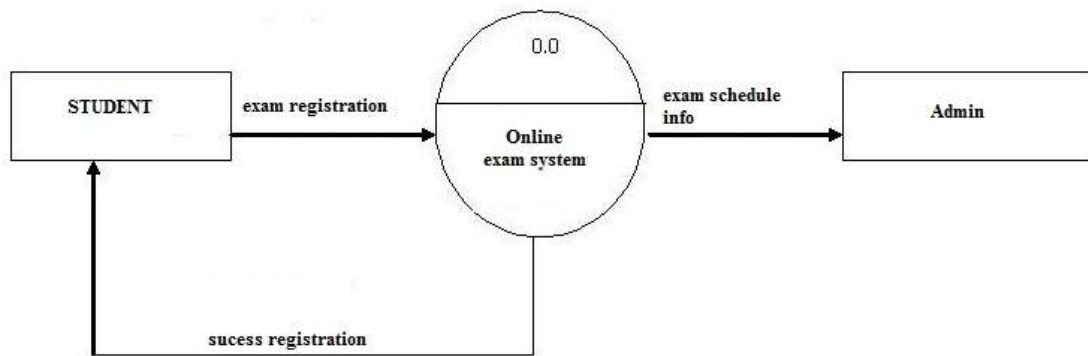 0.0
STUDENT
exam registration
Online
exam system
exam schedule
info
Admin
sucess registration